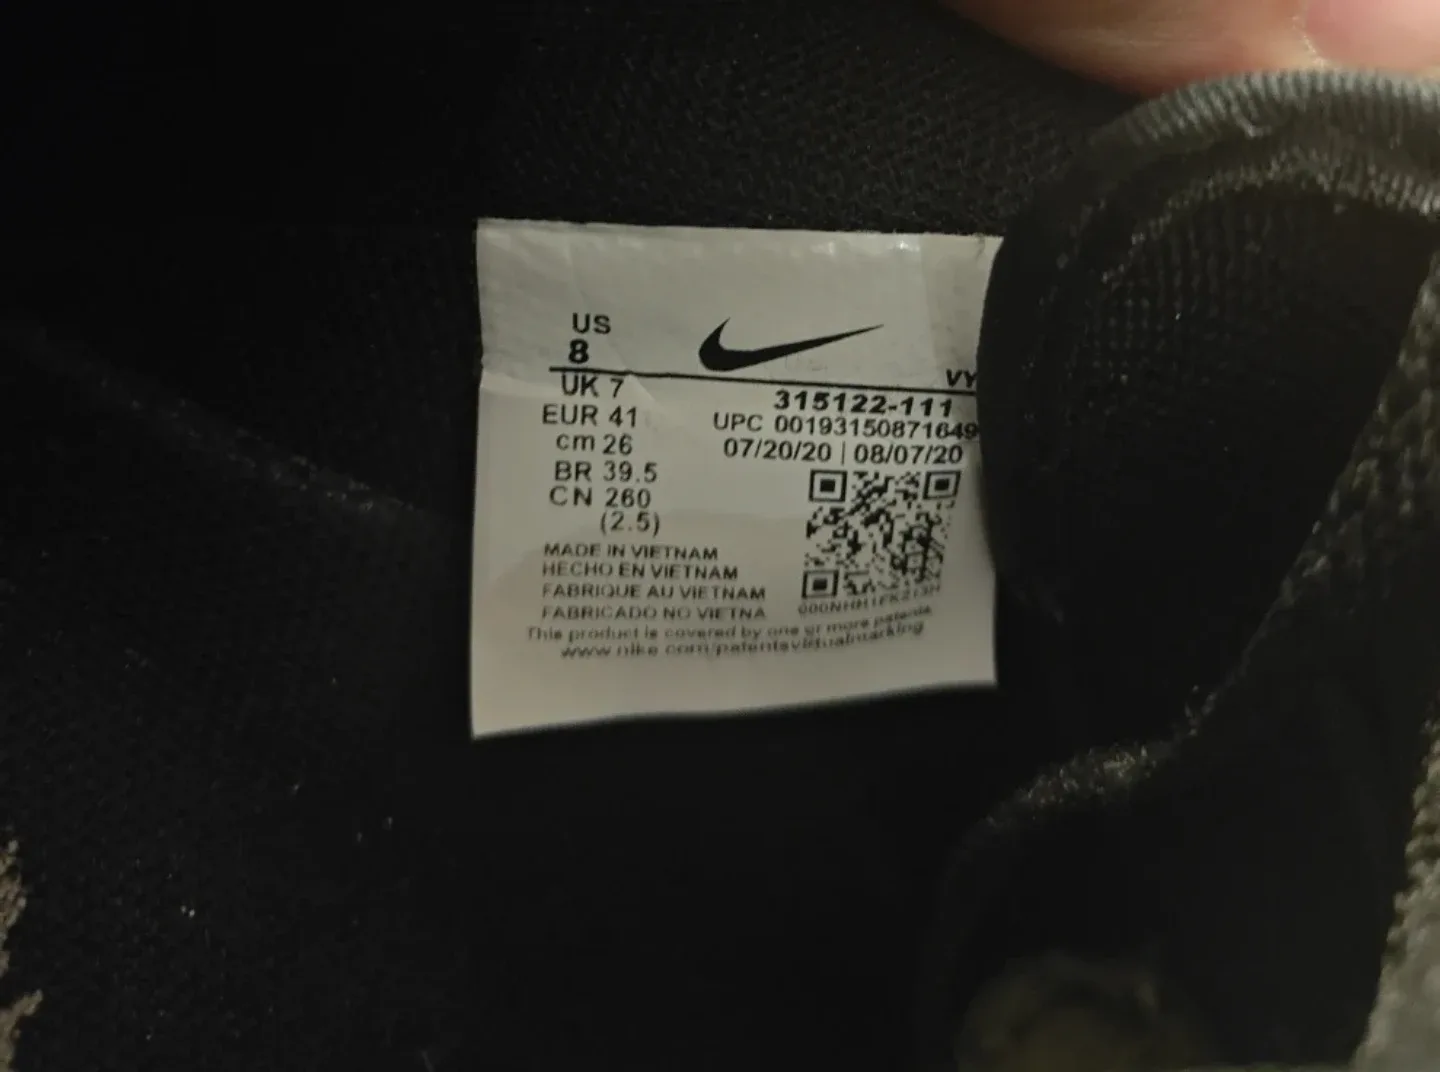 US
8
VY
UK 7
315122-111
EUR 41
UPC 00193150871649
cm 26
07/20/20 | 08/07/20
BR 39.5
CN 260
(2.5)
MADE IN VIETNAM
HECHO EN VIETNAM
FABRIQUE AU VIETNAM
FABRICADO NO VIETNA
This product is covered by one or more patents
www.nike.com/patentsvirtualmarking